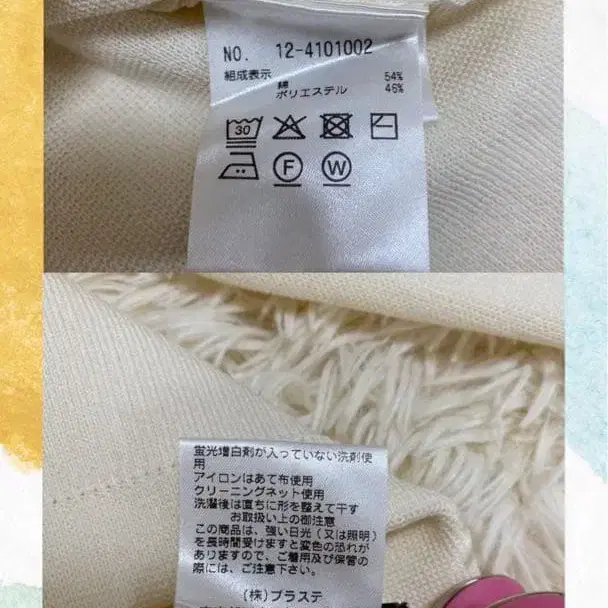 NO. 12-4101002
組成表示 54%
綿 46%
ポリエステル
30
F W
蛍光増白剤が入っていない洗剤使
用
アイロンはあて布使用
クリーニングネット使用
洗濯後は直ちに形を整えて干す
お取扱い上の御注意
この商品は、強い日光(又は照明)
を長時間受けますと変色の恐れが
ありますので、ご着用及び保管の
際には、ご注意下さい。
(株)プラステ